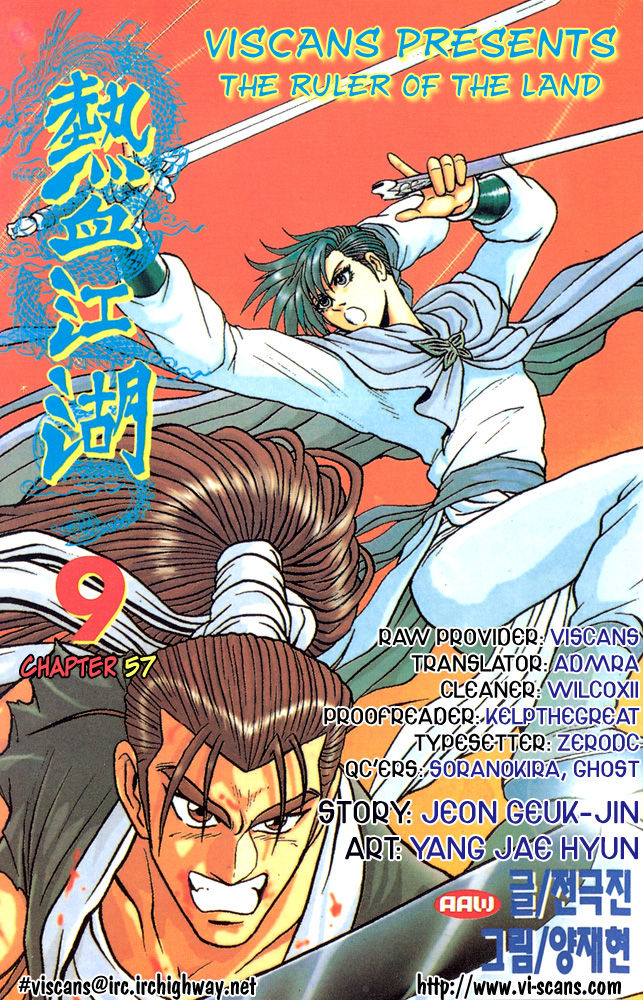 VISCANS PRESENTS
THE RULER OF THE LAND
熱血江湖
9
CHAPTER 57
RAW PROVIDER: VISCANS
TRANSLATOR: ADMRA
CLEANER: WILCOXII
PROOFREADER: KELPTHEGREAT
TYPESETTER: ZERODC
QC'ERS: SORANOKIRA, GHOST
STORY: JEON GEUK-JIN
ART: YANG JAE HYUN
AAW 글/전극진
그림/양재현
#viscans@irc.irchighway.net
http://www.vi-scans.com